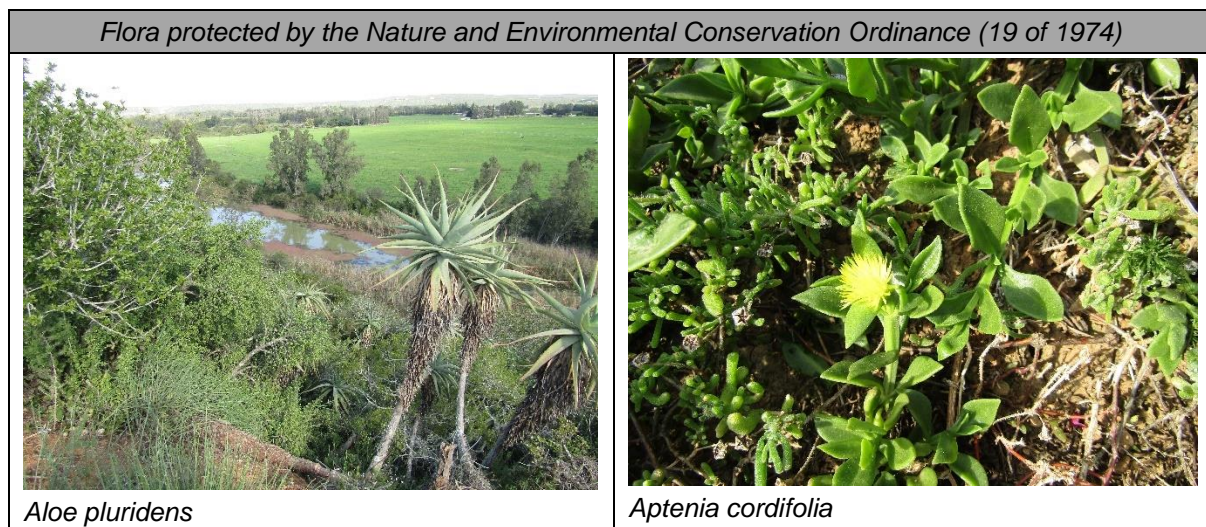 Flora protected by the Nature and Environmental Conservation Ordinance (19 of 1974)
Aloe pluridens
Aptenia cordifolia